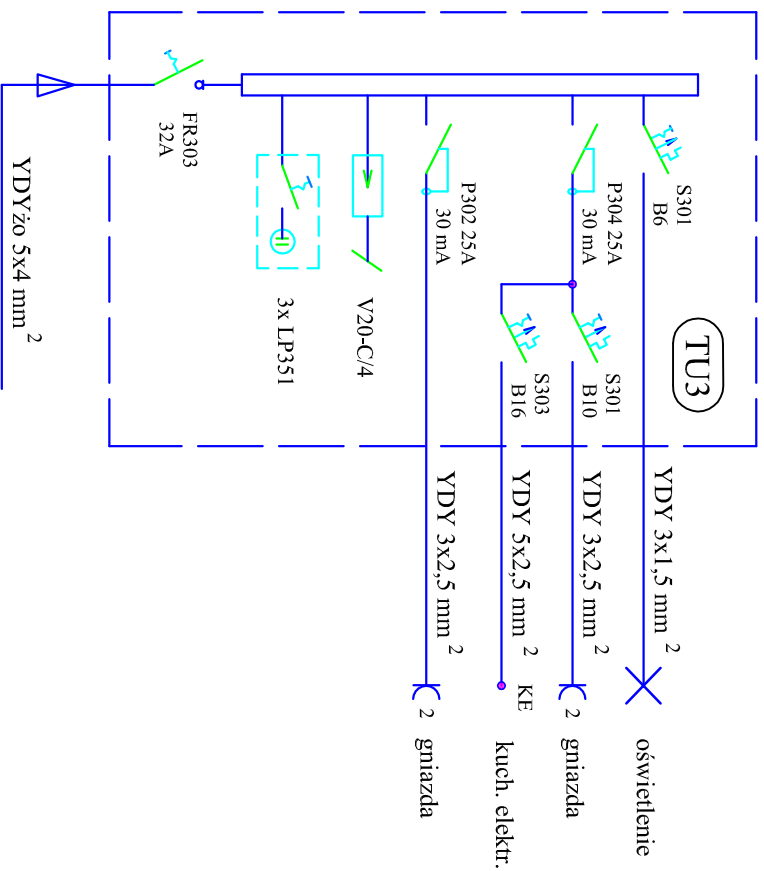 TU3
S301
B6
YDY 3x1,5 mm 2
oświetlenie
P304 25A
30 mA
S301
B10
YDY 3x2,5 mm 2
2 gniazda
S303
B16
YDY 5x2,5 mm 2
KE
kuch. elektr.
P302 25A
30 mA
YDY 3x2,5 mm 2
2 gniazda
V20-C/4
3x LP351
FR303
32A
YDYżo 5x4 mm 2